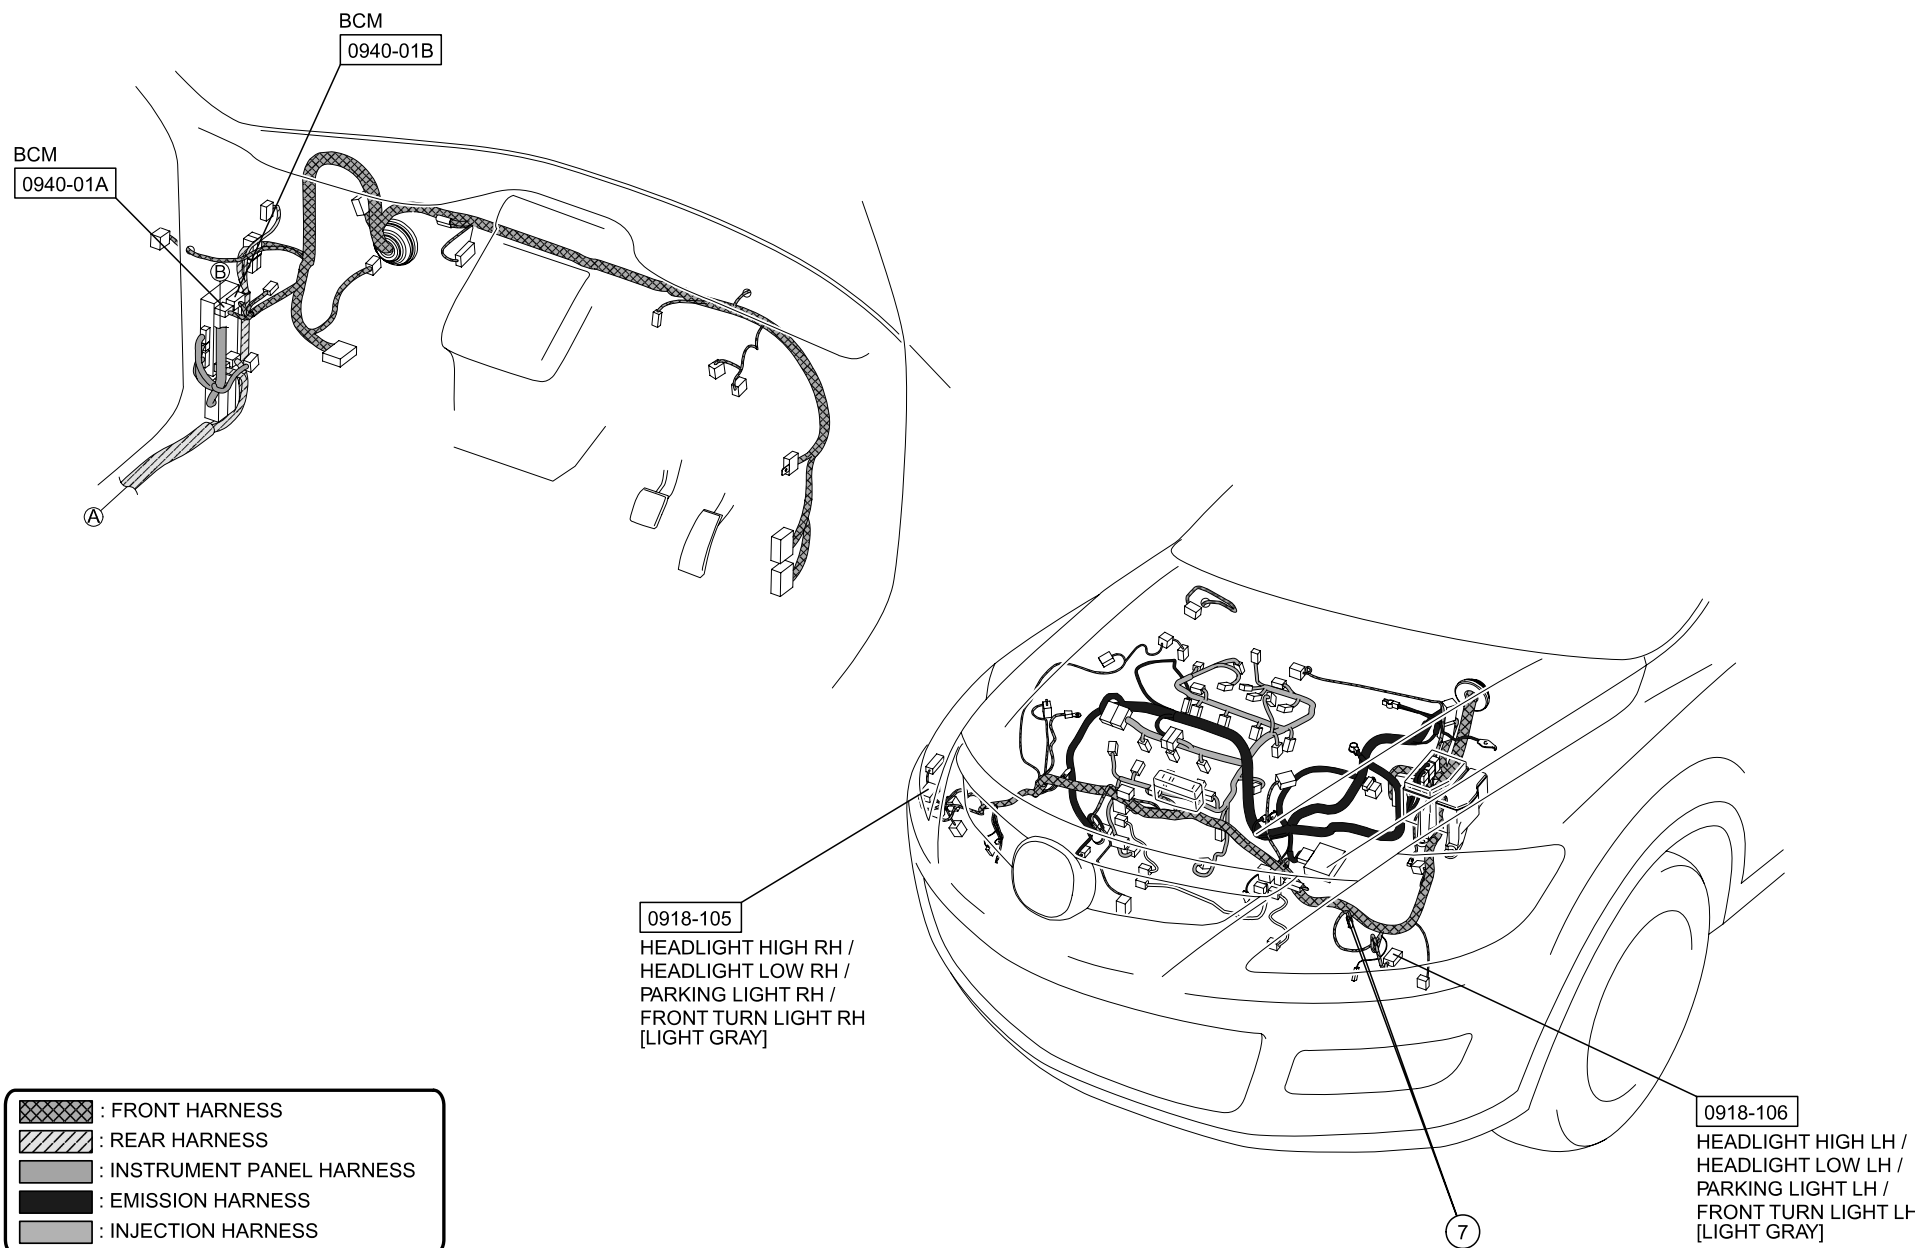 BCM
0940-01B
BCM
0940-01A
B
A
0918-105
HEADLIGHT HIGH RH /
HEADLIGHT LOW RH /
PARKING LIGHT RH /
FRONT TURN LIGHT RH
[LIGHT GRAY]
0918-106
HEADLIGHT HIGH LH /
HEADLIGHT LOW LH /
PARKING LIGHT LH /
FRONT TURN LIGHT LH
[LIGHT GRAY]
7
: FRONT HARNESS
: REAR HARNESS
: INSTRUMENT PANEL HARNESS
: EMISSION HARNESS
: INJECTION HARNESS